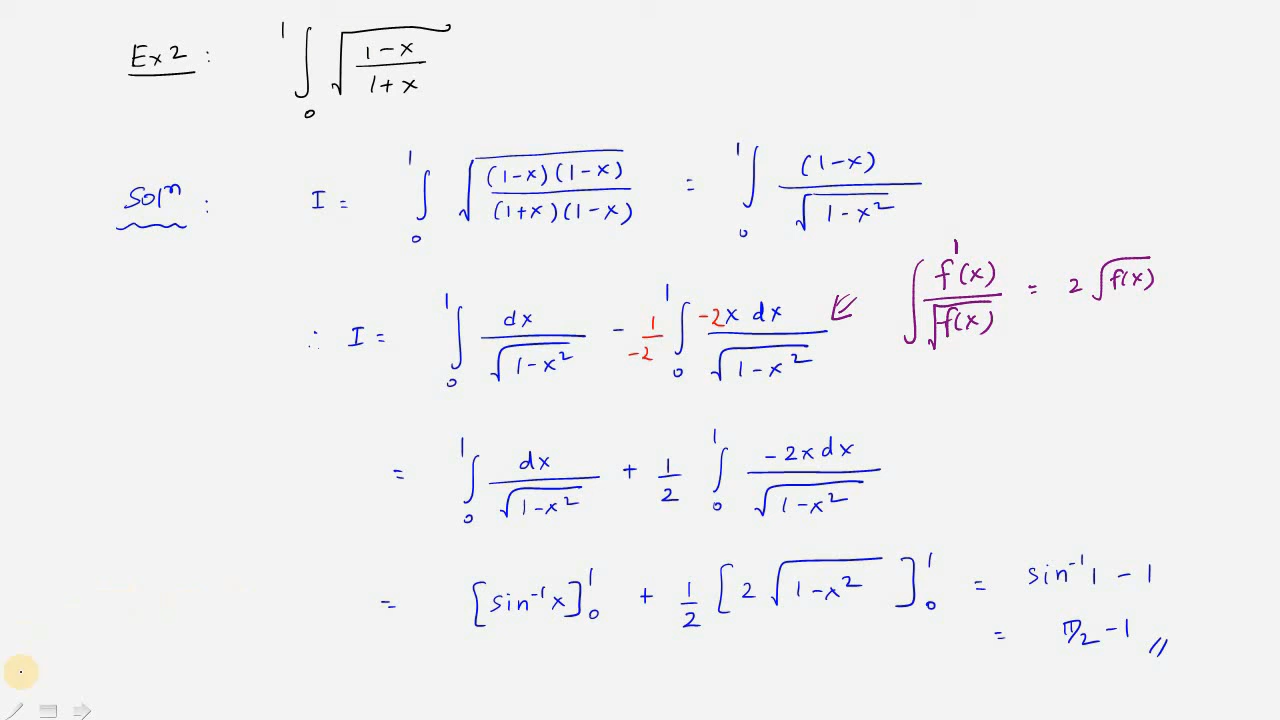 Ex 2 : ∫₀¹ √((1-x)/(1+x))
Solⁿ : I = ∫₀¹ √(((1-x)(1-x))/((1+x)(1-x))) = ∫₀¹ (1-x)/√(1-x²)
∫ f'(x)/√f(x) = 2√f(x)
∴ I = ∫₀¹ dx/√(1-x²) - 1/-2 ∫₀¹ -2x dx/√(1-x²)
= ∫₀¹ dx/√(1-x²) + 1/2 ∫₀¹ -2x dx/√(1-x²)
= [sin⁻¹x]₀¹ + 1/2 [2√(1-x²)]₀¹ = sin⁻¹1 - 1
= π/2 - 1 //